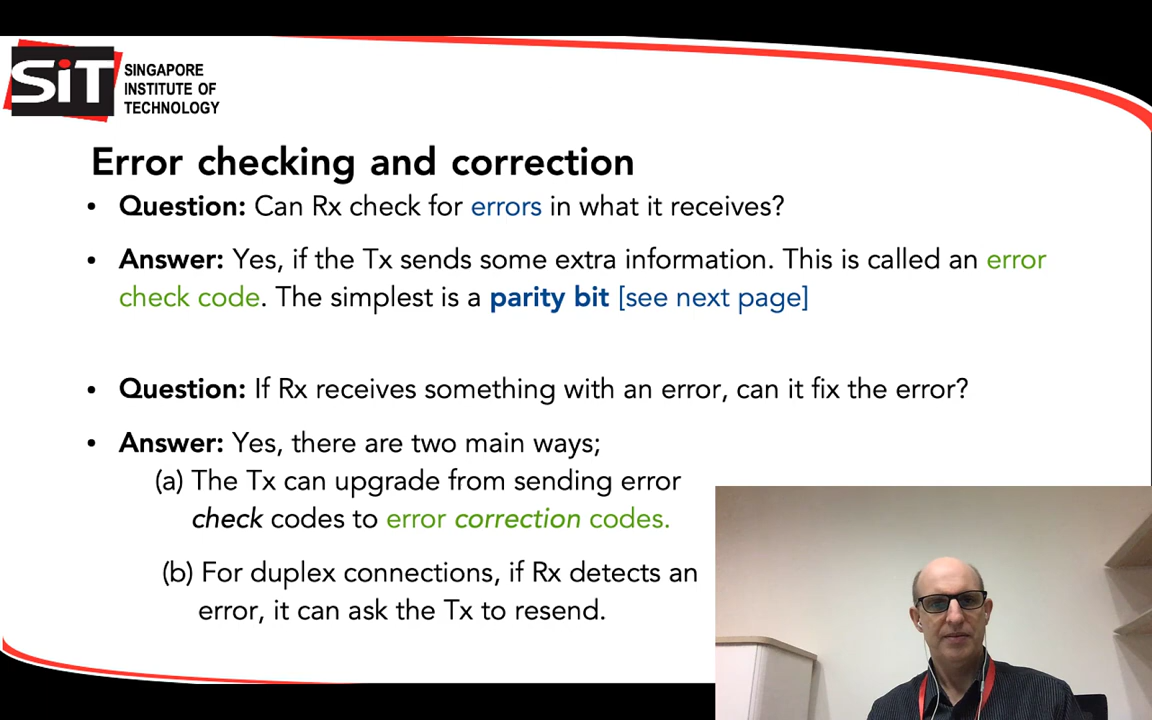 SiT
SINGAPORE
INSTITUTE OF
TECHNOLOGY
Error checking and correction
• Question: Can Rx check for errors in what it receives?
• Answer: Yes, if the Tx sends some extra information. This is called an error
check code. The simplest is a parity bit [see next page]
• Question: If Rx receives something with an error, can it fix the error?
• Answer: Yes, there are two main ways;
(a) The Tx can upgrade from sending error
check codes to error correction codes.
(b) For duplex connections, if Rx detects an
error, it can ask the Tx to resend.